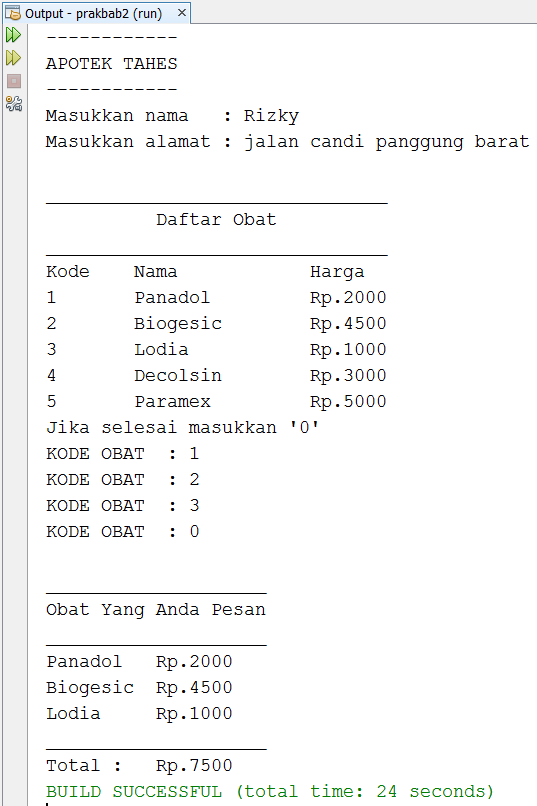 Output - prakbab2 (run) ×
------------
APOTEK TAHES
------------
Masukkan nama   : Rizky
Masukkan alamat : jalan candi panggung barat
_______________________________
          Daftar Obat
_______________________________
Kode    Nama            Harga
1       Panadol         Rp.2000
2       Biogesic        Rp.4500
3       Lodia           Rp.1000
4       Decolsin        Rp.3000
5       Paramex         Rp.5000
Jika selesai masukkan '0'
KODE OBAT  : 1
KODE OBAT  : 2
KODE OBAT  : 3
KODE OBAT  : 0
____________________
Obat Yang Anda Pesan
____________________
Panadol   Rp.2000
Biogesic  Rp.4500
Lodia     Rp.1000
____________________
Total :   Rp.7500
BUILD SUCCESSFUL (total time: 24 seconds)